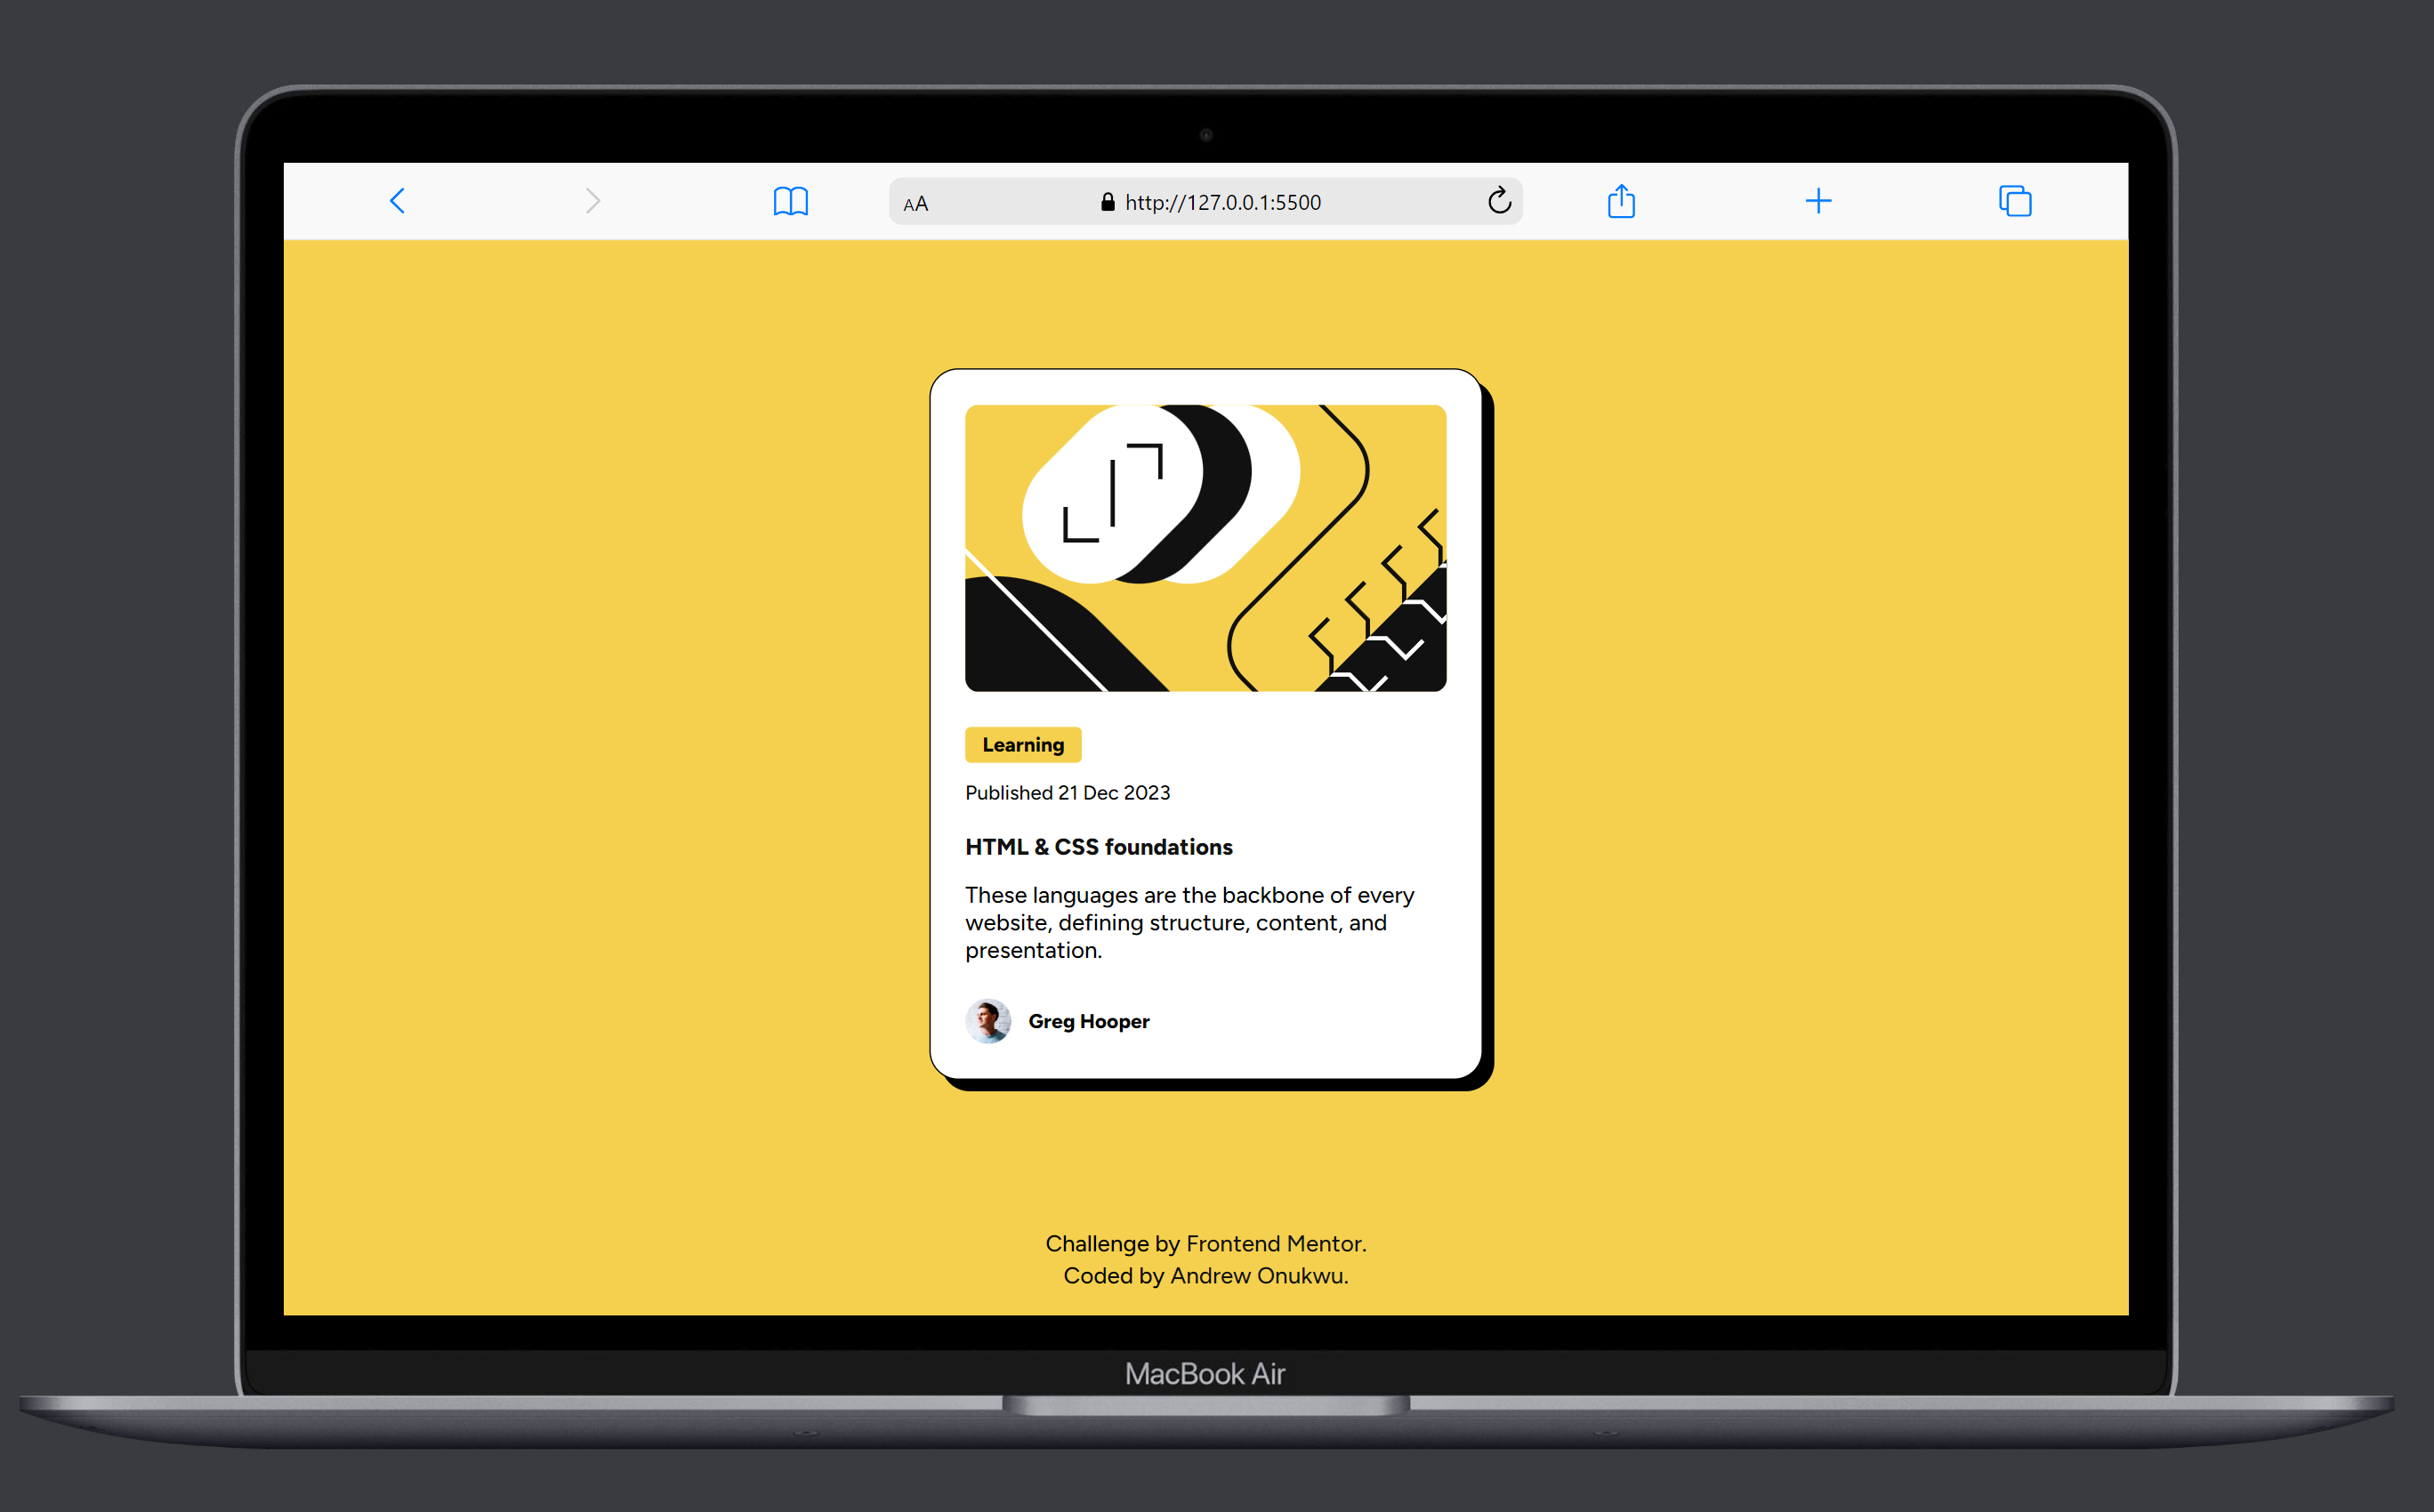 AA
http://127.0.0.1:5500
Learning
Published 21 Dec 2023
HTML & CSS foundations
These languages are the backbone of every
website, defining structure, content, and
presentation.
Greg Hooper
Challenge by Frontend Mentor.
Coded by Andrew Onukwu.
MacBook Air